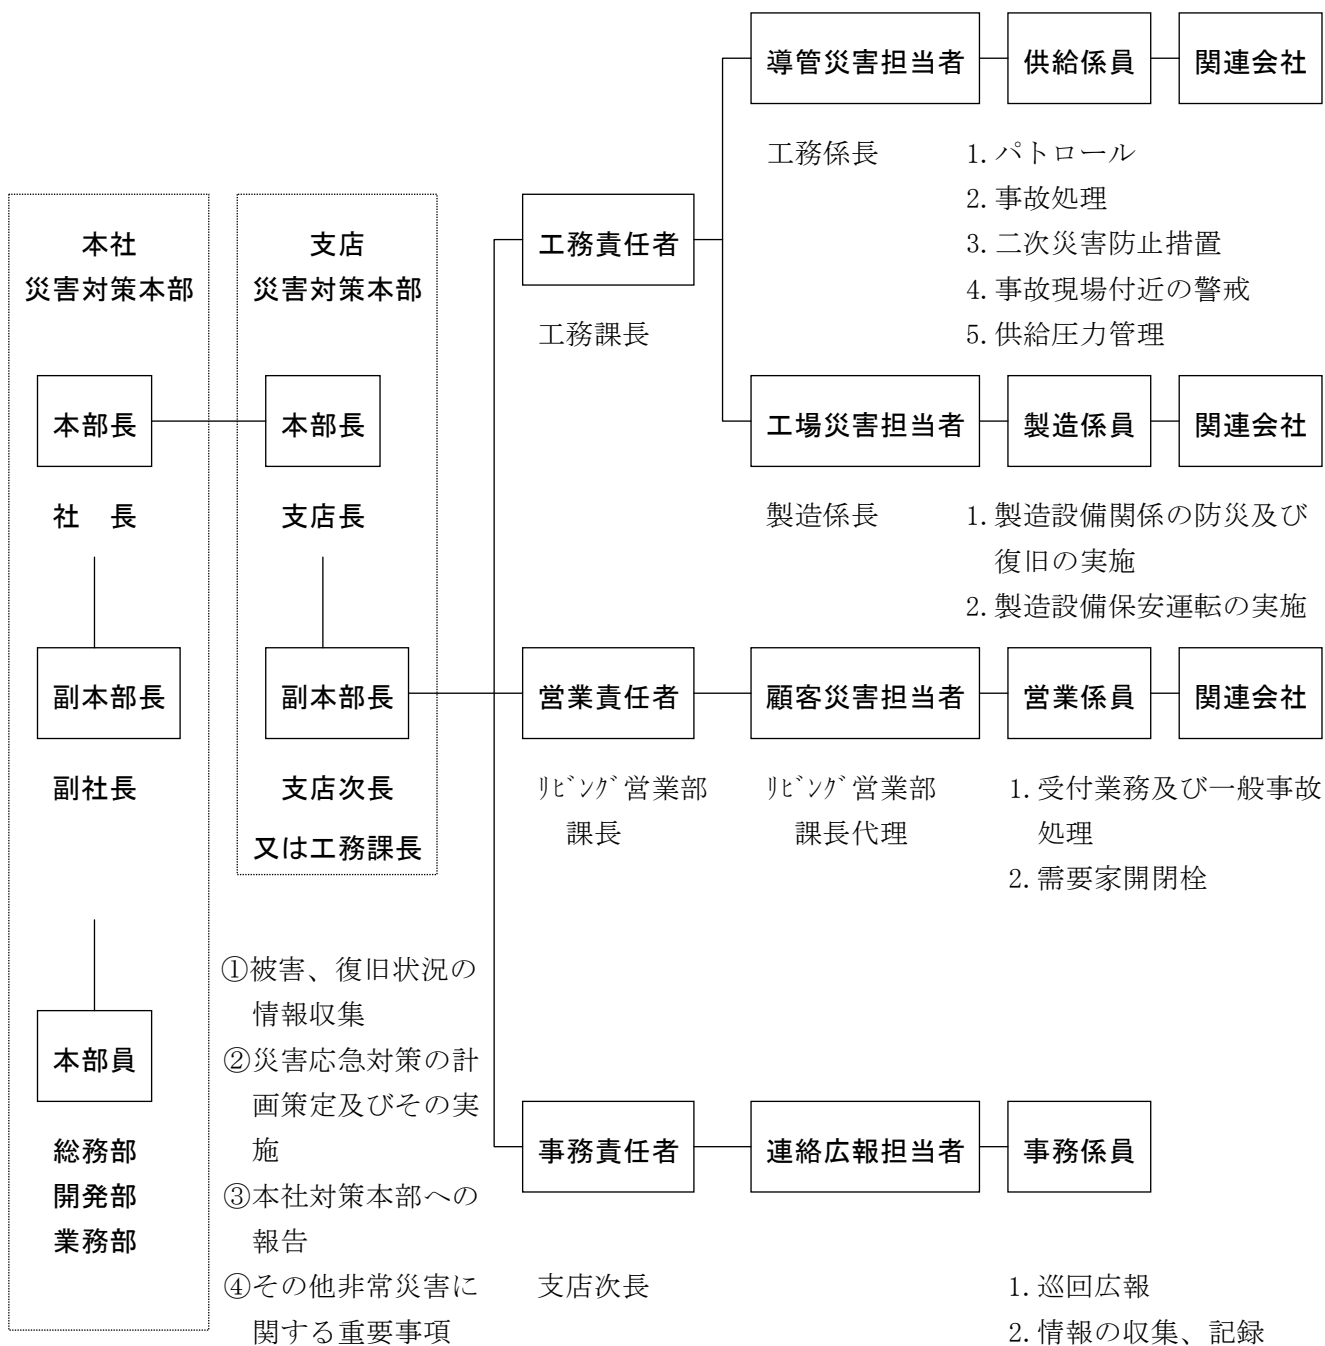 導管災害担当者 供給係員 関連会社
工務係長
1.パトロール
2.事故処理
3.二次災害防止措置
4.事故現場付近の警戒
5.供給圧力管理
本社
災害対策本部
支店
災害対策本部
工務責任者
工務課長
本部長
本部長
工場災害担当者 製造係員 関連会社
社　長
支店長
製造係長
1.製造設備関係の防災及び
復旧の実施
2.製造設備保安運転の実施
副本部長
副本部長
営業責任者 顧客災害担当者 営業係員 関連会社
副社長
支店次長
又は工務課長
ﾘﾋﾞﾝｸﾞ営業部
課長
ﾘﾋﾞﾝｸﾞ営業部
課長代理
1.受付業務及び一般事故
処理
2.需要家開閉栓
①被害、復旧状況の
情報収集
②災害応急対策の計
画策定及びその実
施
③本社対策本部への
報告
④その他非常災害に
関する重要事項
本部員
総務部
開発部
業務部
事務責任者 連絡広報担当者 事務係員
支店次長
1.巡回広報
2.情報の収集、記録